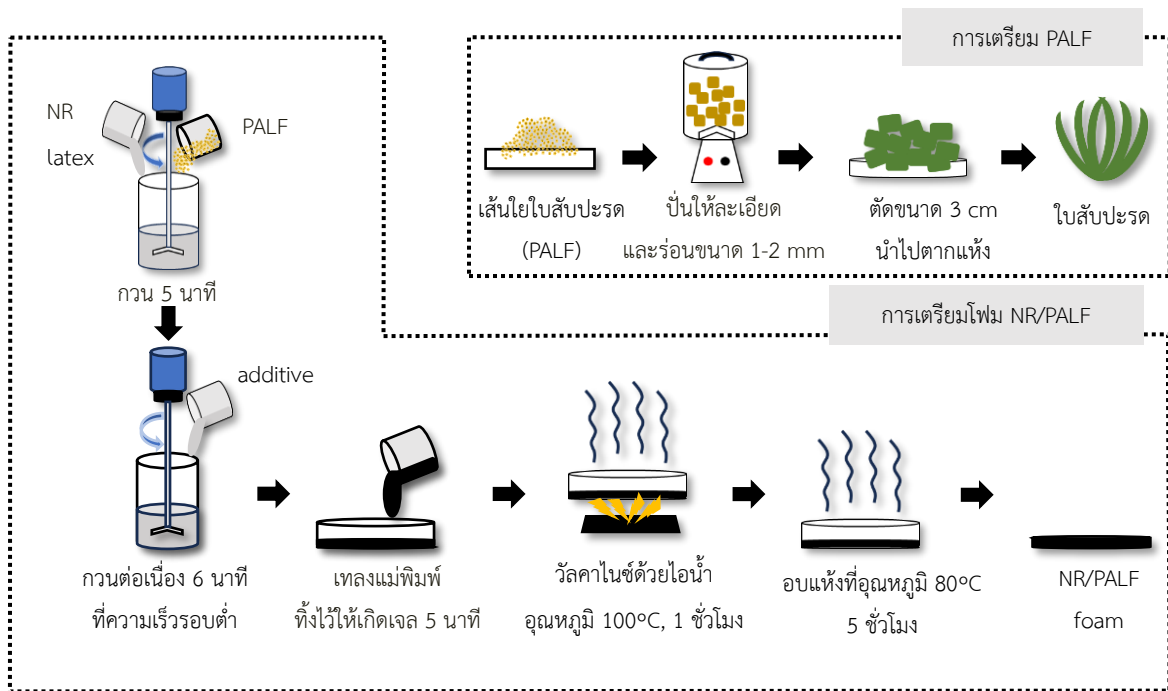 การเตรียม PALF
NR
latex
PALF
กวน 5 นาที
เส้นใยใบสับปะรด
(PALF)
ปั่นให้ละเอียด
และร่อนขนาด 1-2 mm
ตัดขนาด 3 cm
นำไปตากแห้ง
ใบสับปะรด
การเตรียมโฟม NR/PALF
additive
กวนต่อเนื่อง 6 นาที
ที่ความเร็วรอบต่ำ
เทลงแม่พิมพ์
ทิ้งไว้ให้เกิดเจล 5 นาที
วัลคาไนซ์ด้วยไอน้ำ
อุณหภูมิ 100ºC, 1 ชั่วโมง
อบแห้งที่อุณหภูมิ 80ºC
5 ชั่วโมง
NR/PALF
foam